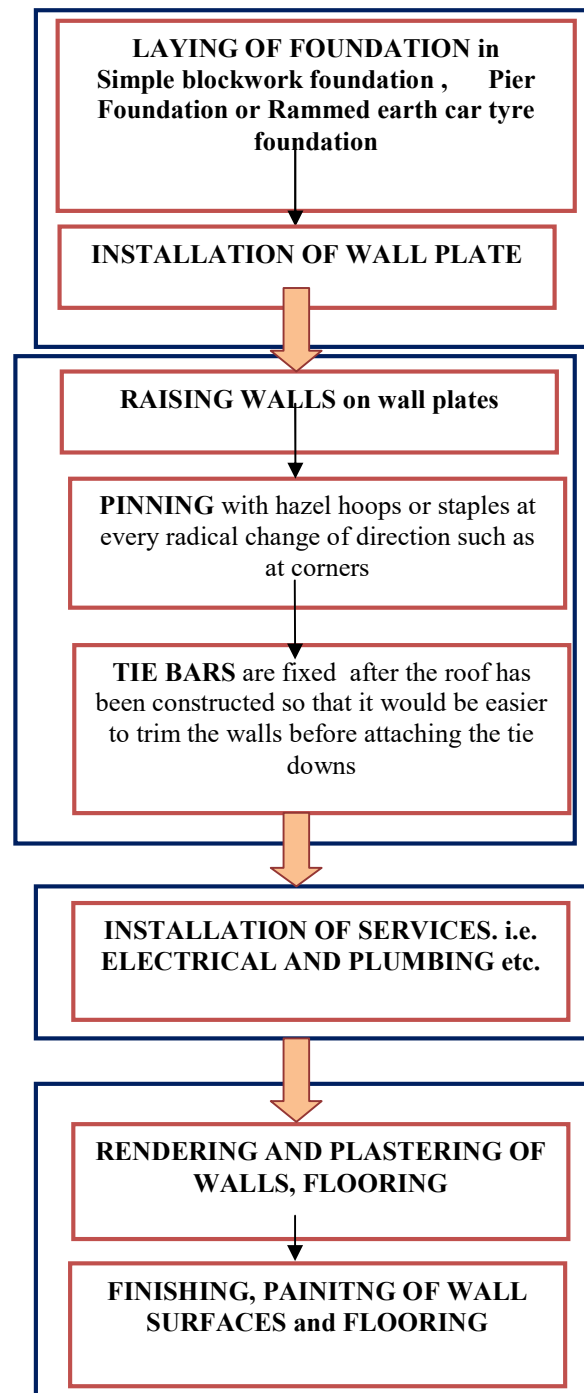 LAYING OF FOUNDATION in
Simple blockwork foundation , Pier
Foundation or Rammed earth car tyre
foundation
INSTALLATION OF WALL PLATE
RAISING WALLS on wall plates
PINNING with hazel hoops or staples at
every radical change of direction such as
at corners
TIE BARS are fixed after the roof has
been constructed so that it would be easier
to trim the walls before attaching the tie
downs
INSTALLATION OF SERVICES. i.e.
ELECTRICAL AND PLUMBING etc.
RENDERING AND PLASTERING OF
WALLS, FLOORING
FINISHING, PAINITNG OF WALL
SURFACES and FLOORING